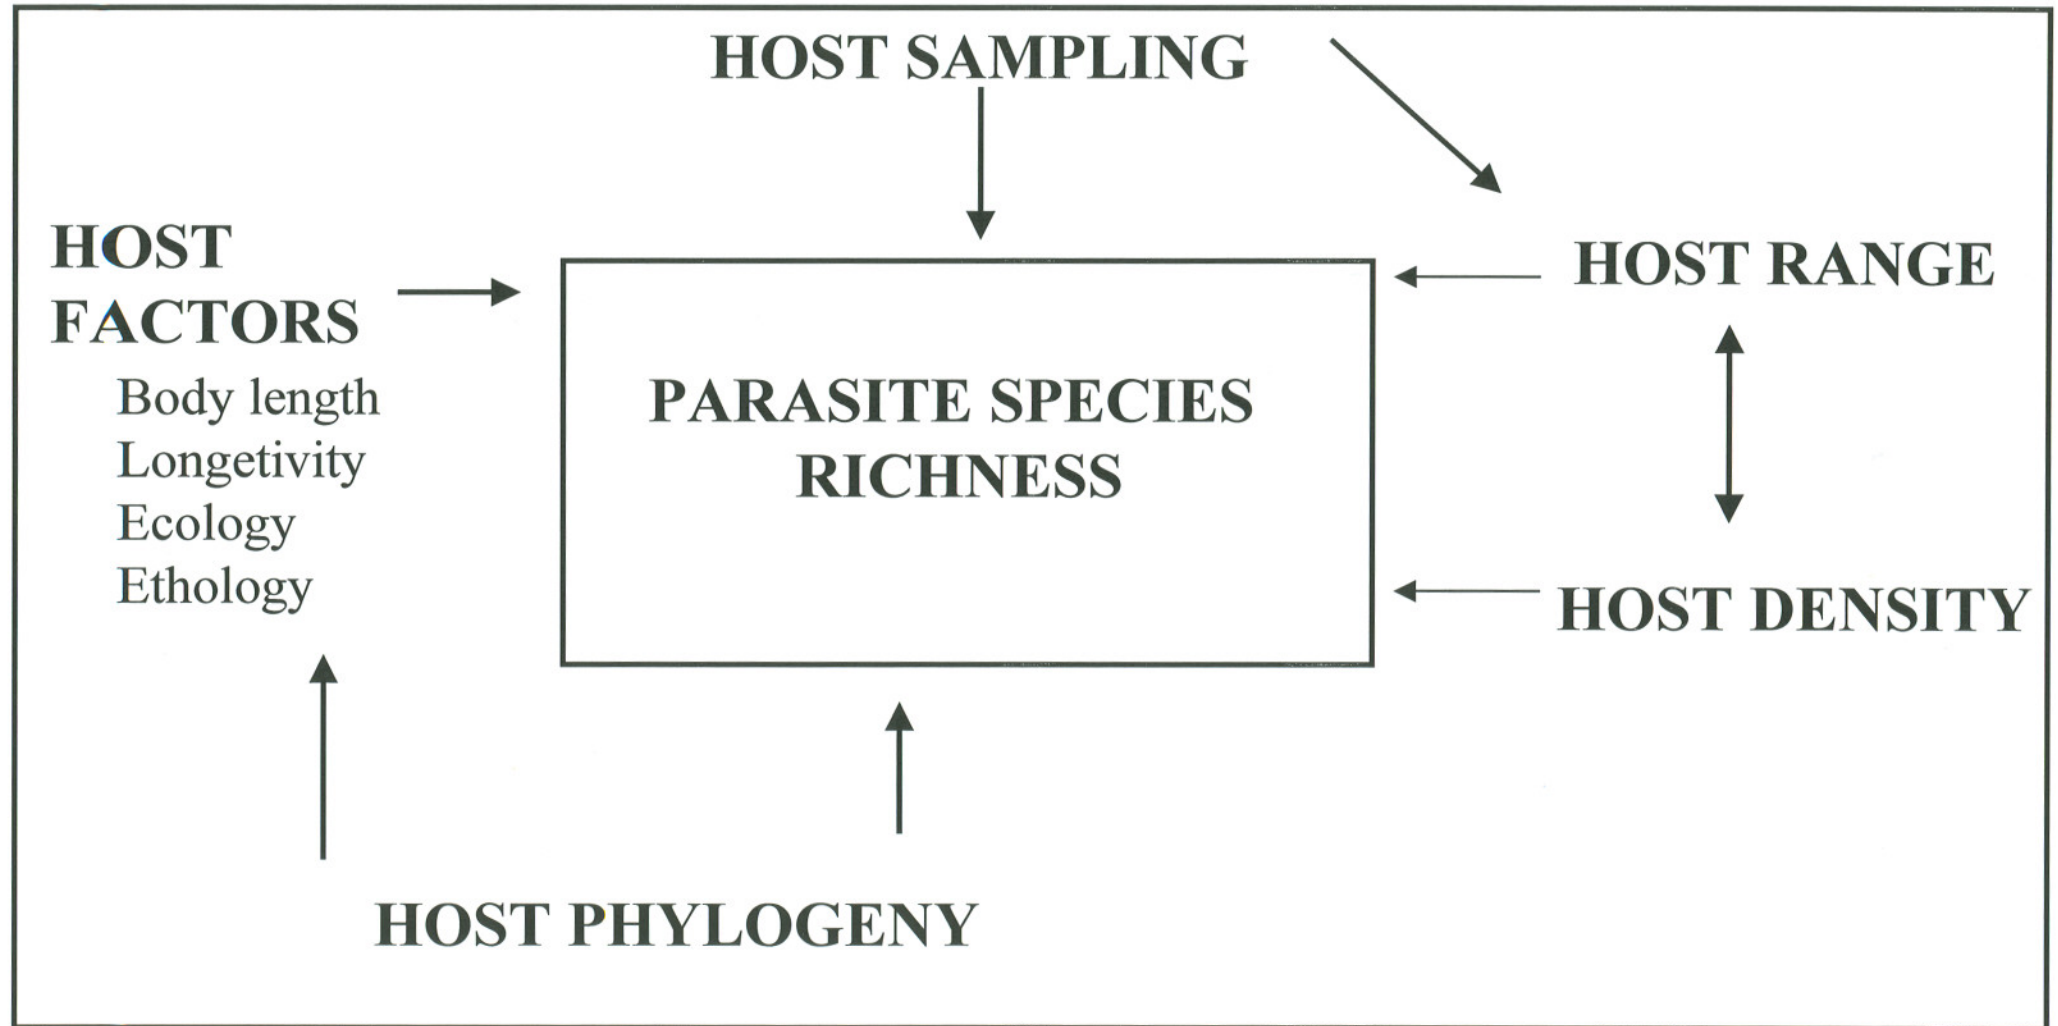 HOST SAMPLING
HOST
FACTORS
Body length
Longetivity
Ecology
Ethology
PARASITE SPECIES
RICHNESS
HOST RANGE
HOST DENSITY
HOST PHYLOGENY